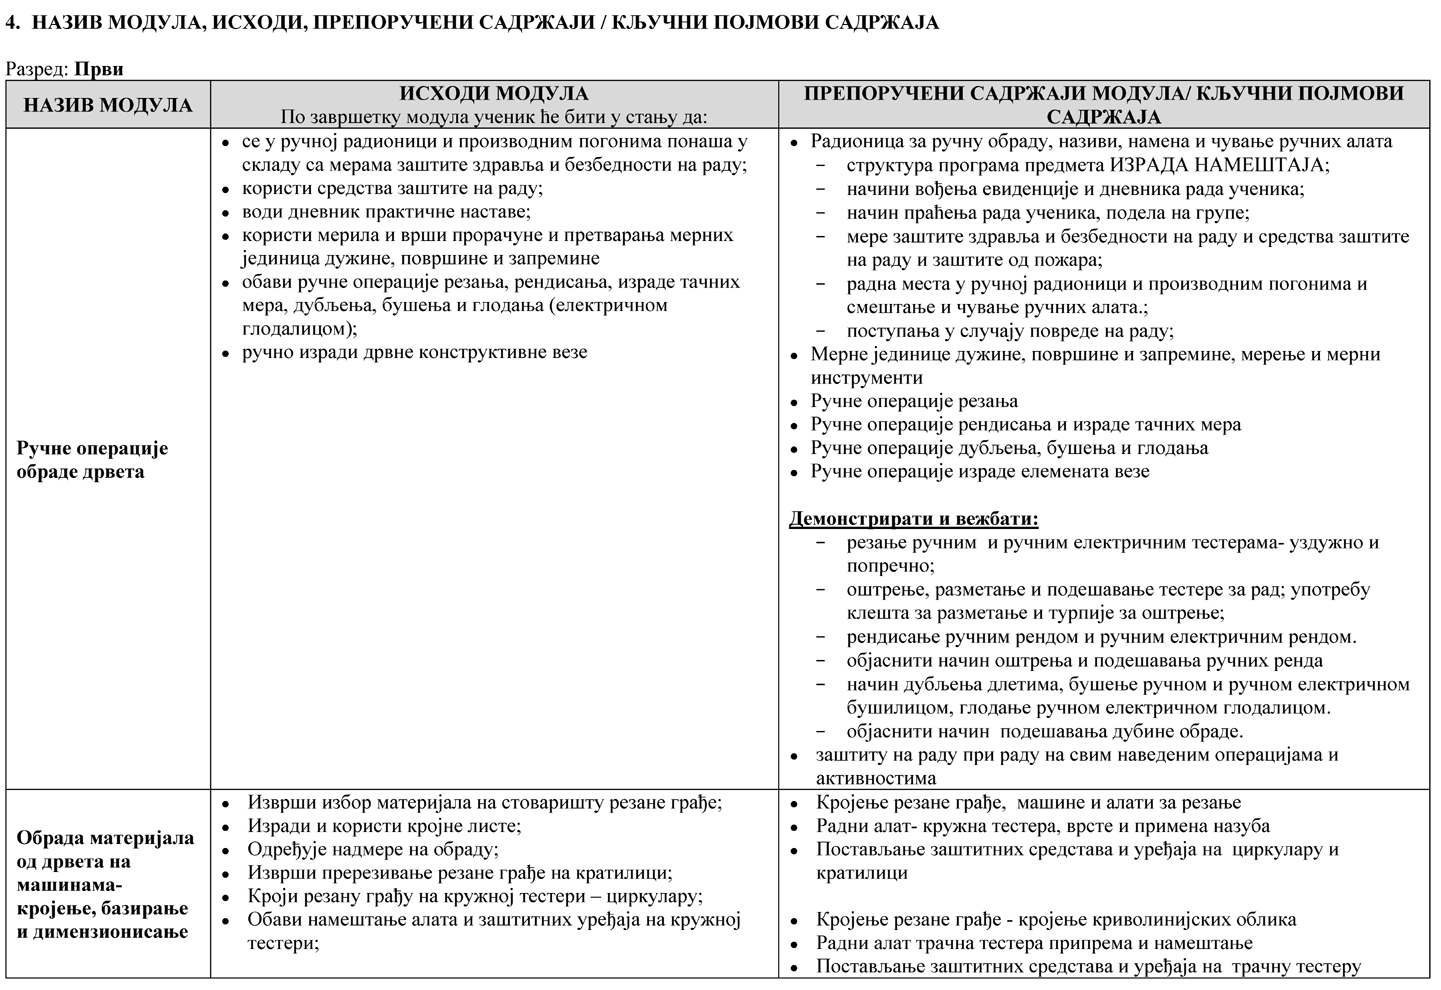 4. НАЗИВ МОДУЛА, ИСХОДИ, ПРЕПОРУЧЕНИ САДРЖАЈИ / КЉУЧНИ ПОЈМОВИ САДРЖАЈА
Разред: Први
НАЗИВ МОДУЛА
ИСХОДИ МОДУЛА
По завршетку модула ученик ће бити у стању да:
ПРЕПОРУЧЕНИ САДРЖАЈИ МОДУЛА/ КЉУЧНИ ПОЈМОВИ
САДРЖАЈА
Ручне операције
обраде дрвета
• се у ручној радионици и производним погонима понаша у
складу са мерама заштите здравља и безбедности на раду;
• користи средства заштите на раду;
• води дневник практичне наставе;
• користи мерила и врши прорачуне и претварања мерних
јединица дужине, површине и запремине
• обави ручне операције резања, рендисања, израде тачних
мера, дубљења, бушења и глодања (електричном
глодалицом);
• ручно изради дрвне конструктивне везе
• Радионица за ручну обраду, називи, намена и чување ручних алата
− структура програма предмета ИЗРАДА НАМЕШТАЈА;
− начини вођења евиденције и дневника рада ученика;
− начин праћења рада ученика, подела на групе;
− мере заштите здравља и безбедности на раду и средства заштите
на раду и заштите од пожара;
− радна места у ручној радионици и производним погонима и
смештање и чување ручних алата.;
− поступања у случају повреде на раду;
• Мерне јединице дужине, површине и запремине, мерење и мерни
инструменти
• Ручне операције резања
• Ручне операције рендисања и израде тачних мера
• Ручне операције дубљења, бушења и глодања
• Ручне операције израде елемената везе
Демонстрирати и вежбати:
− резање ручним и ручним електричним тестерама- уздужно и
попречно;
− оштрење, разметање и подешавање тестере за рад; употребу
клешта за разметање и турпије за оштрење;
− рендисање ручним рендом и ручним електричним рендом.
− објаснити начин оштрења и подешавања ручних ренда
− начин дубљења длетима, бушење ручном и ручном електричном
бушилицом, глодање ручном електричном глодалицом.
− објаснити начин подешавања дубине обраде.
• заштиту на раду при раду на свим наведеним операцијама и
активностима
Обрада материјала
од дрвета на
машинама-
кројење, базирање
и димензионисање
• Изврши избор материјала на стоваришту резане грађе;
• Изради и користи кројне листе;
• Одређује надмере на обраду;
• Изврши пререзивање резане грађе на кратилици;
• Кроји резану грађу на кружној тестери – циркулару;
• Обави намештање алата и заштитних уређаја на кружној
тестери;
• Кројење резане грађе, машине и алати за резање
• Радни алат- кружна тестера, врсте и примена назуба
• Постављање заштитних средстава и уређаја на циркулару и
кратилици
• Кројење резане грађе - кројење криволинијских облика
• Радни алат трачна тестера припрема и намештање
• Постављање заштитних средстава и уређаја на трачну тестеру